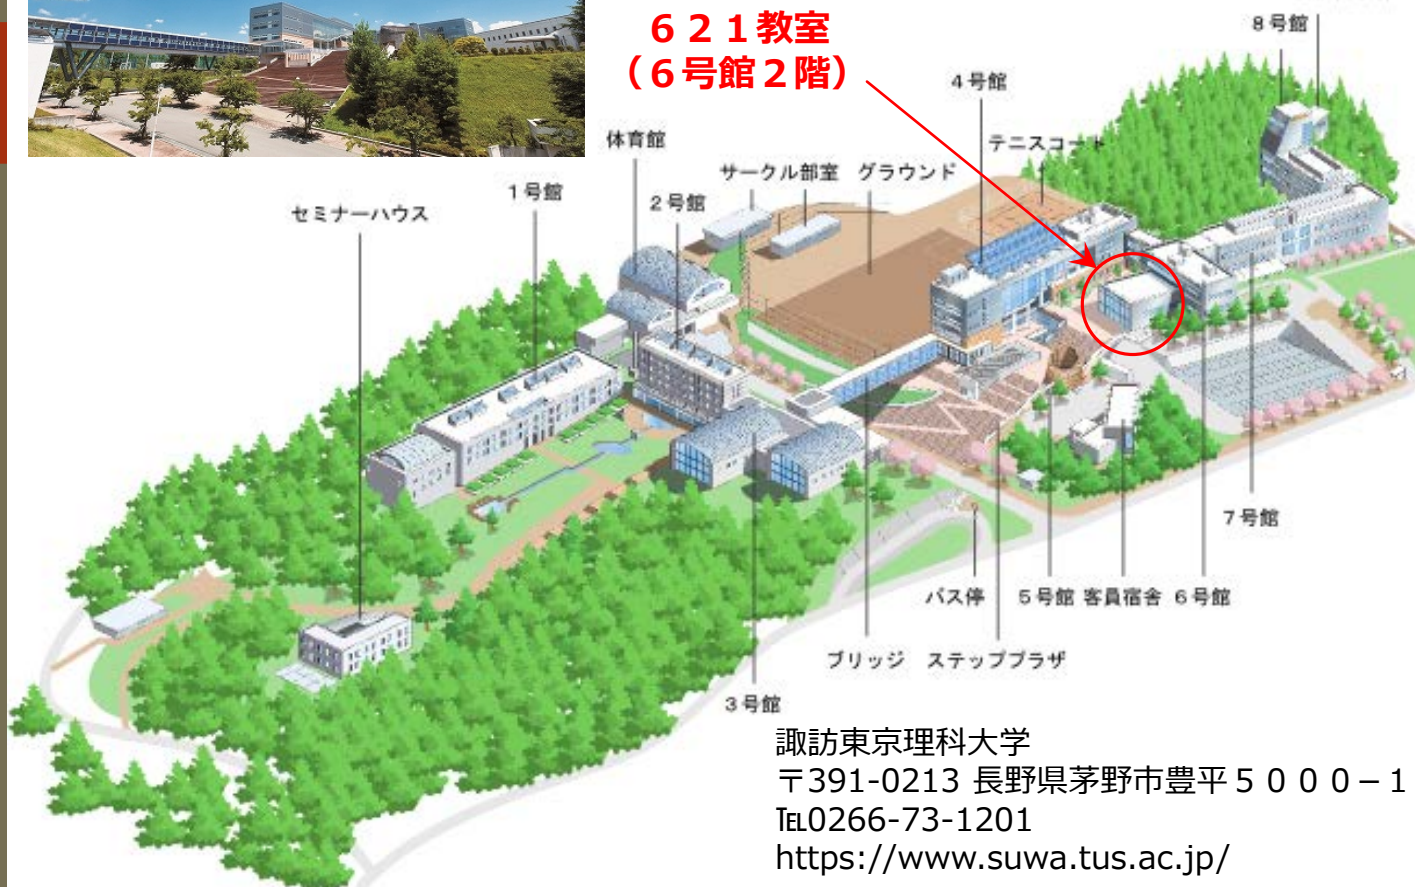 621教室
(6号館2階)
8号館
4号館
体育館
テニスコート
サークル部室
グラウンド
1号館
2号館
セミナーハウス
7号館
バス停
5号館
客員宿舎
6号館
ブリッジ
ステッププラザ
3号館
諏訪東京理科大学
〒391-0213 長野県茅野市豊平5000-1
℡0266-73-1201
https://www.suwa.tus.ac.jp/